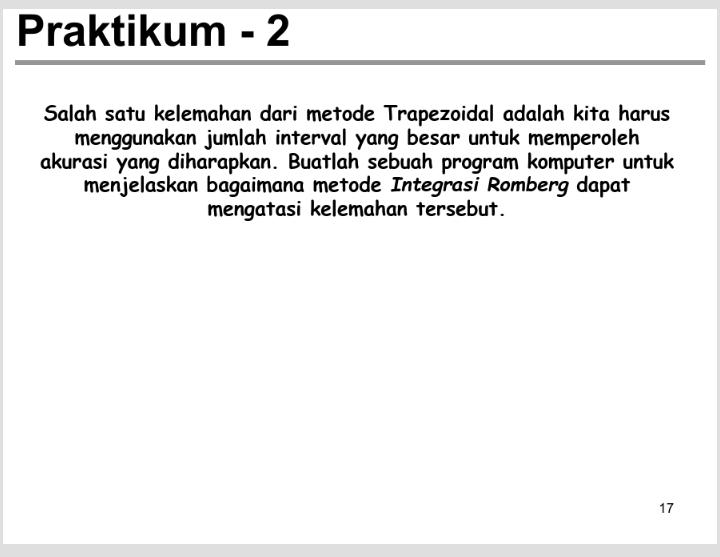 Praktikum - 2
Salah satu kelemahan dari metode Trapezoidal adalah kita harus
menggunakan jumlah interval yang besar untuk memperoleh
akurasi yang diharapkan. Buatlah sebuah program komputer untuk
menjelaskan bagaimana metode Integrasi Romberg dapat
mengatasi kelemahan tersebut.
17